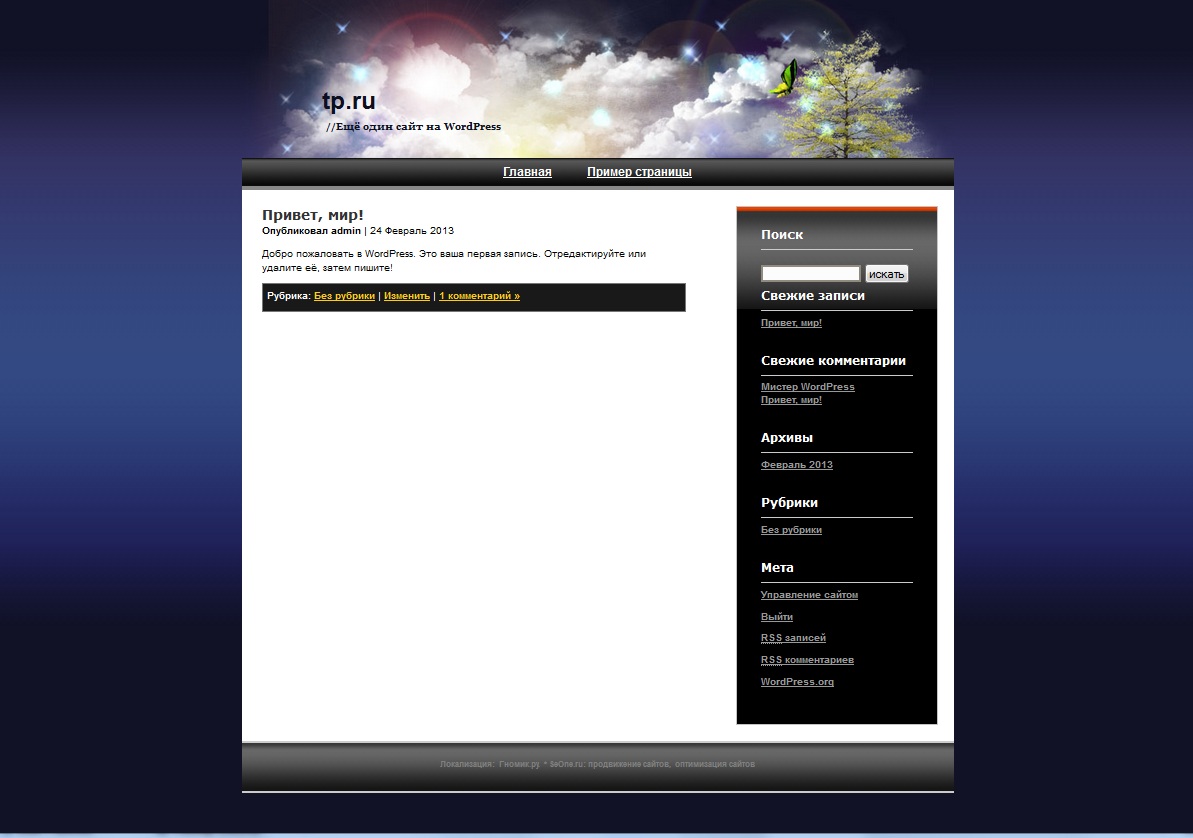 tp.ru
//Ещё один сайт на WordPress
Главная Пример страницы
Привет, мир!
Опубликовал admin | 24 Февраль 2013
Добро пожаловать в WordPress. Это ваша первая запись. Отредактируйте или
удалите её, затем пишите!
Рубрика: Без рубрики | Изменить | 1 комментарий »
Поиск
искать
Свежие записи
Привет, мир!
Свежие комментарии
Мистер WordPress
Привет, мир!
Архивы
Февраль 2013
Рубрики
Без рубрики
Мета
Управление сайтом
Выйти
RSS записей
RSS комментариев
WordPress.org
Локализация: Гномик.ру * SeOne.ru: продвижение сайтов, оптимизация сайтов